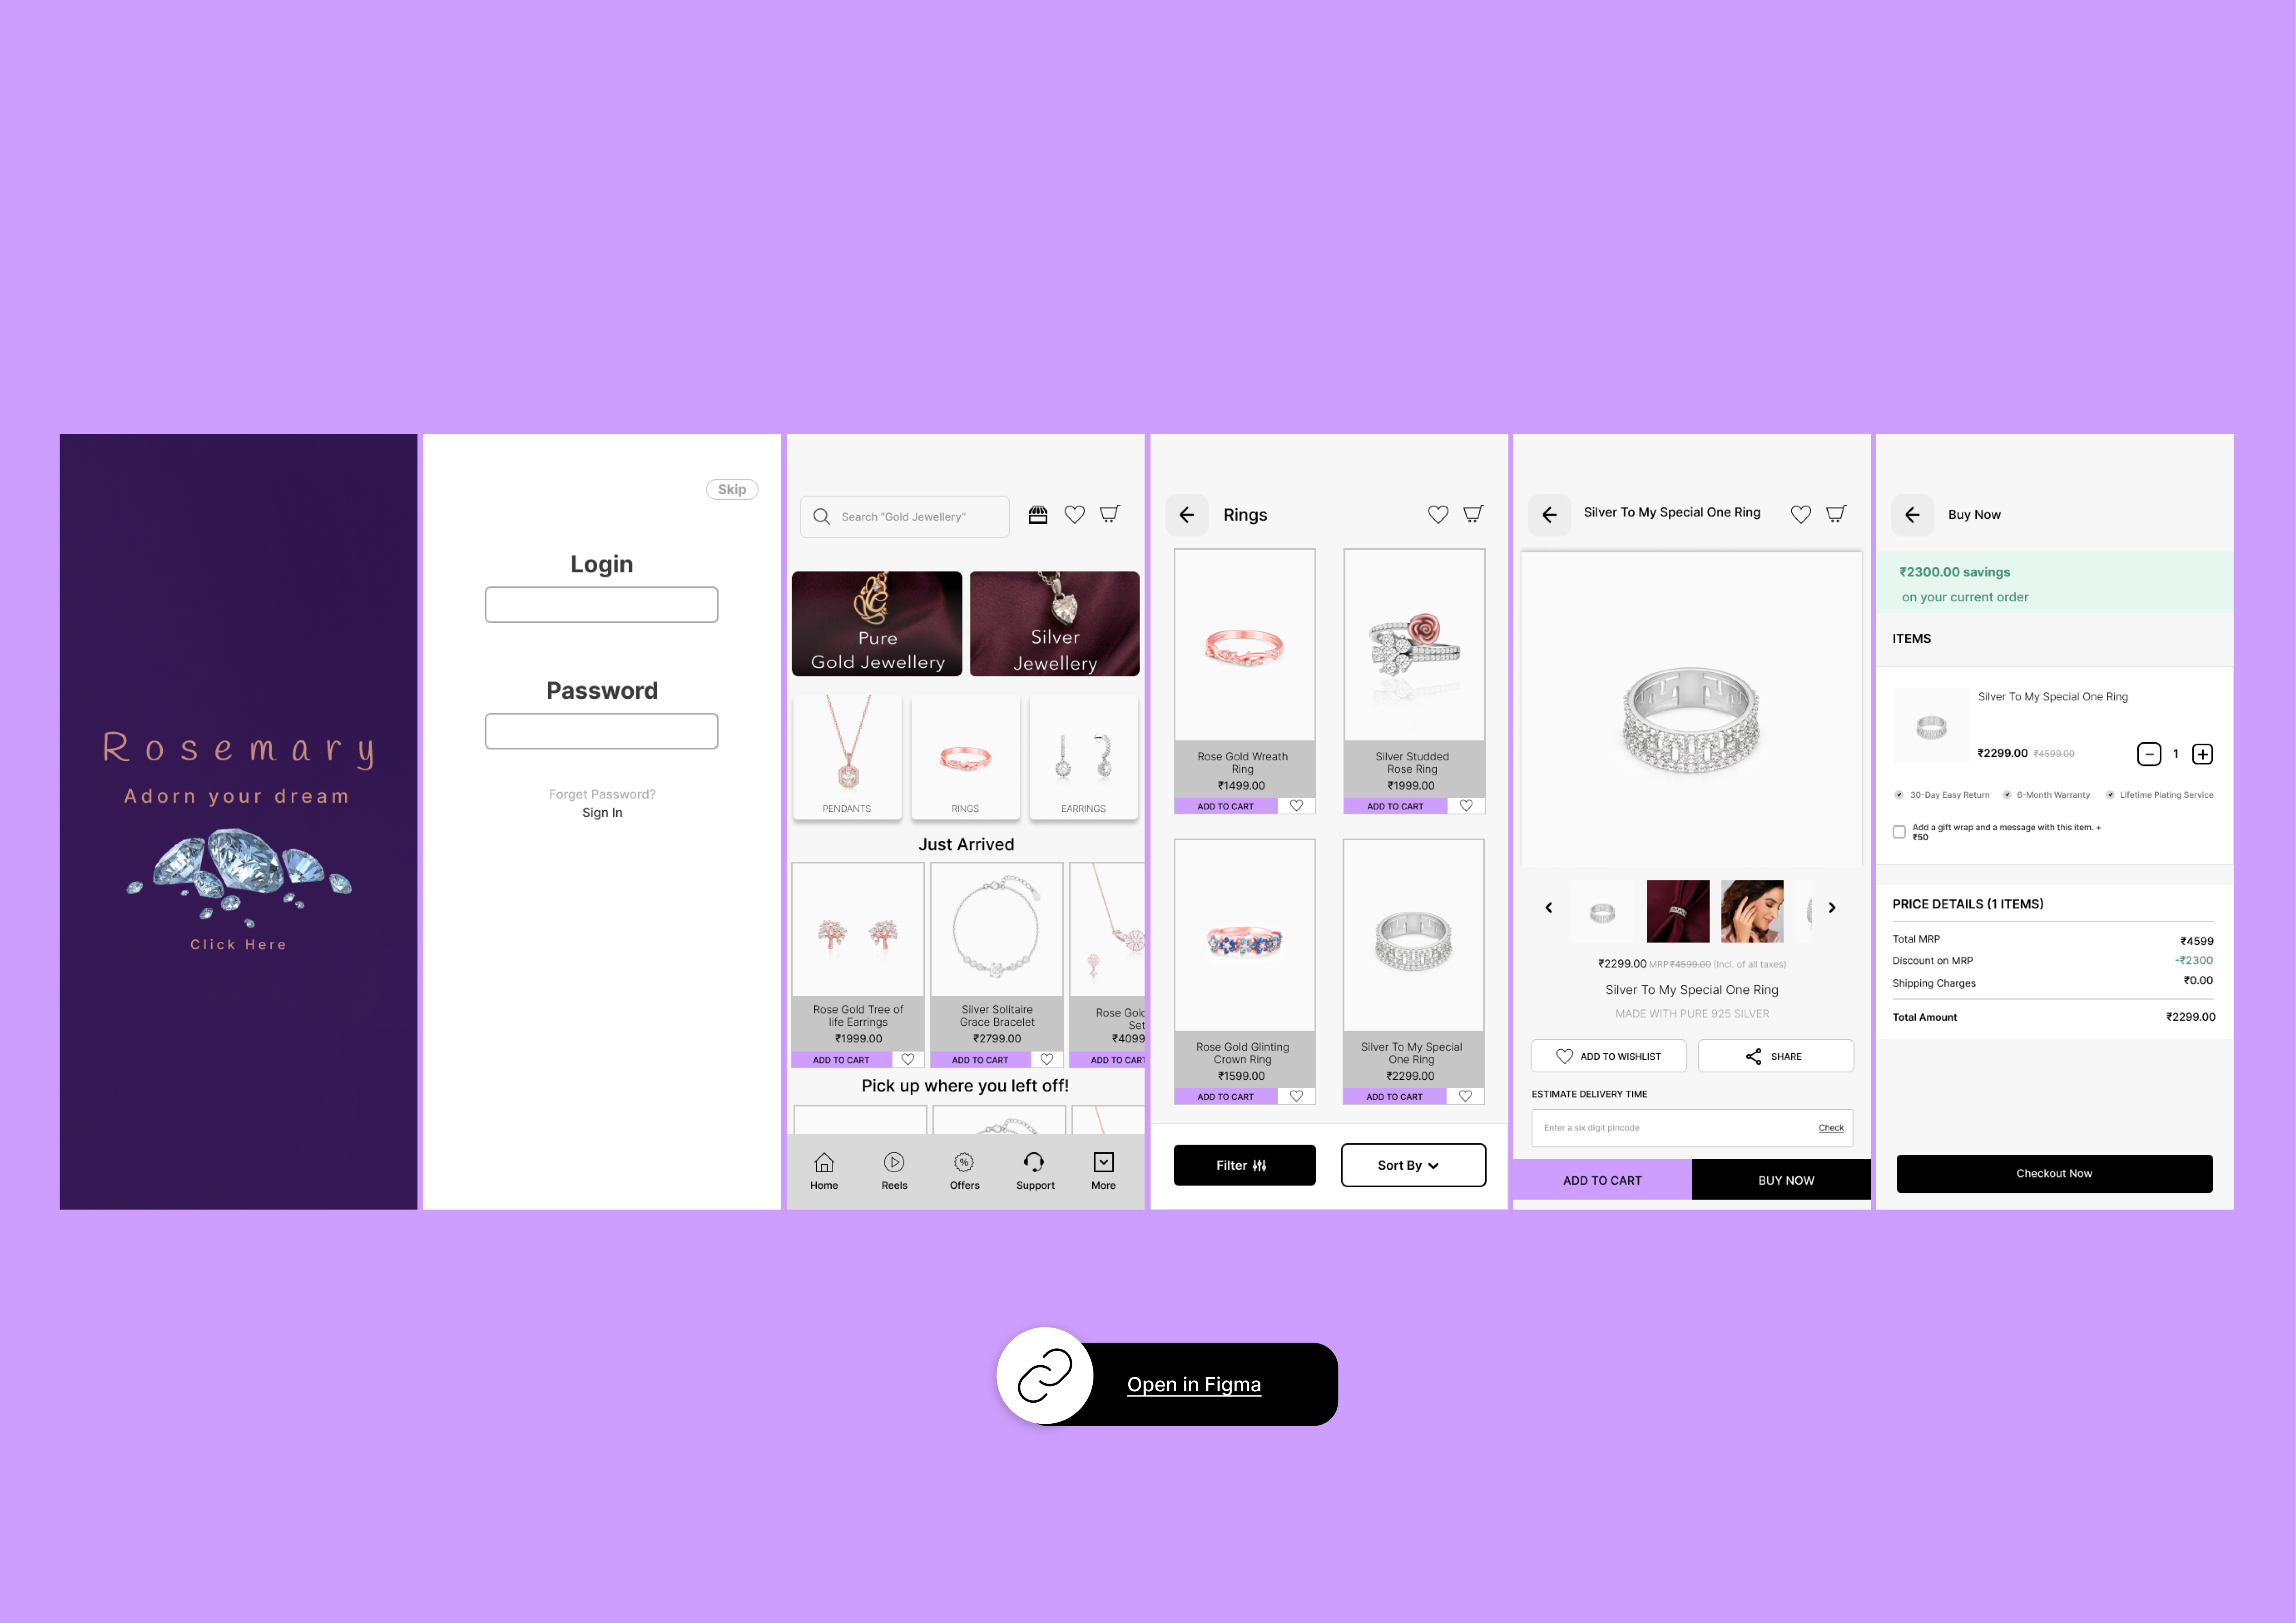 Rosemary
Adorn your dream
Click Here
Skip
Login
Password
Forget Password?
Sign In
Search "Gold Jewellery"
Pure
Gold Jewellery
Silver
Jewellery
PENDANTS
RINGS
EARRINGS
Just Arrived
Rose Gold Tree of
life Earrings
₹1999.00
ADD TO CART
Silver Solitaire
Grace Bracelet
₹2799.00
ADD TO CART
Rose Gold
Set
₹4099
ADD TO CART
Pick up where you left off!
Home
Reels
Offers
Support
More
Rings
Rose Gold Wreath
Ring
₹1499.00
ADD TO CART
Silver Studded
Rose Ring
₹1999.00
ADD TO CART
Rose Gold Glinting
Crown Ring
₹1599.00
ADD TO CART
Silver To My Special
One Ring
₹2299.00
ADD TO CART
Filter
Sort By
Silver To My Special One Ring
₹2299.00 MRP ₹4599.00 (Incl. of all taxes)
Silver To My Special One Ring
MADE WITH PURE 925 SILVER
ADD TO WISHLIST
SHARE
ESTIMATE DELIVERY TIME
Enter a six digit pincode
Check
ADD TO CART
BUY NOW
Buy Now
₹2300.00 savings
on your current order
ITEMS
Silver To My Special One Ring
₹2299.00 ₹4599.00
1
30-Day Easy Return
6-Month Warranty
Lifetime Plating Service
Add a gift wrap and a message with this item. +
₹50
PRICE DETAILS (1 ITEMS)
Total MRP ₹4599
Discount on MRP -₹2300
Shipping Charges ₹0.00
Total Amount ₹2299.00
Checkout Now
Open in Figma